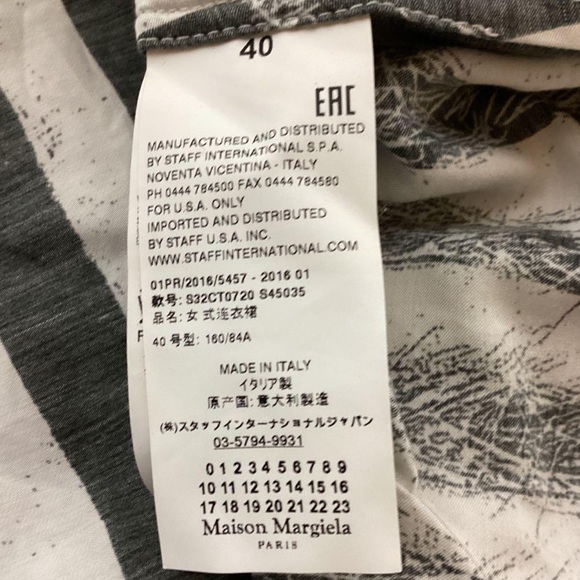 40
EAC
MANUFACTURED AND DISTRIBUTED
BY STAFF INTERNATIONAL S.P.A.
NOVENTA VICENTINA - ITALY
PH 0444 784500 FAX 0444 784580
FOR U.S.A. ONLY
IMPORTED AND DISTRIBUTED
BY STAFF U.S.A. INC.
WWW.STAFFINTERNATIONAL.COM
01PR/2016/5457 - 2016 01
款号: S32CT0720 S45035
品名: 女 式连衣裙
40 号型: 160/84A
MADE IN ITALY
イタリア製
原产国: 意大利製造
(株)スタッフインターナショナルジャパン
03-5794-9931
0 1 2 3 4 5 6 7 8 9
10 11 12 13 14 15 16
17 18 19 20 21 22 23
Maison Margiela
PARIS